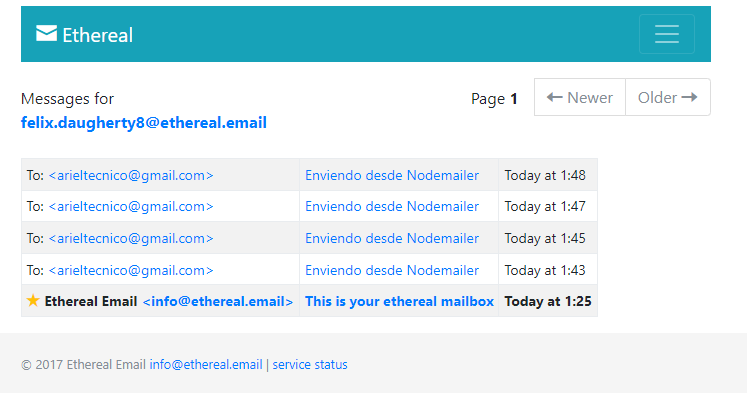 Ethereal
Messages for
felix.daugherty8@ethereal.email
Page 1
← Newer
Older →
To: <arieltecnico@gmail.com> Enviendo desde Nodemailer Today at 1:48
To: <arieltecnico@gmail.com> Enviendo desde Nodemailer Today at 1:47
To: <arieltecnico@gmail.com> Enviendo desde Nodemailer Today at 1:45
To: <arieltecnico@gmail.com> Enviendo desde Nodemailer Today at 1:43
★ Ethereal Email <info@ethereal.email> This is your ethereal mailbox Today at 1:25
© 2017 Ethereal Email info@ethereal.email | service status